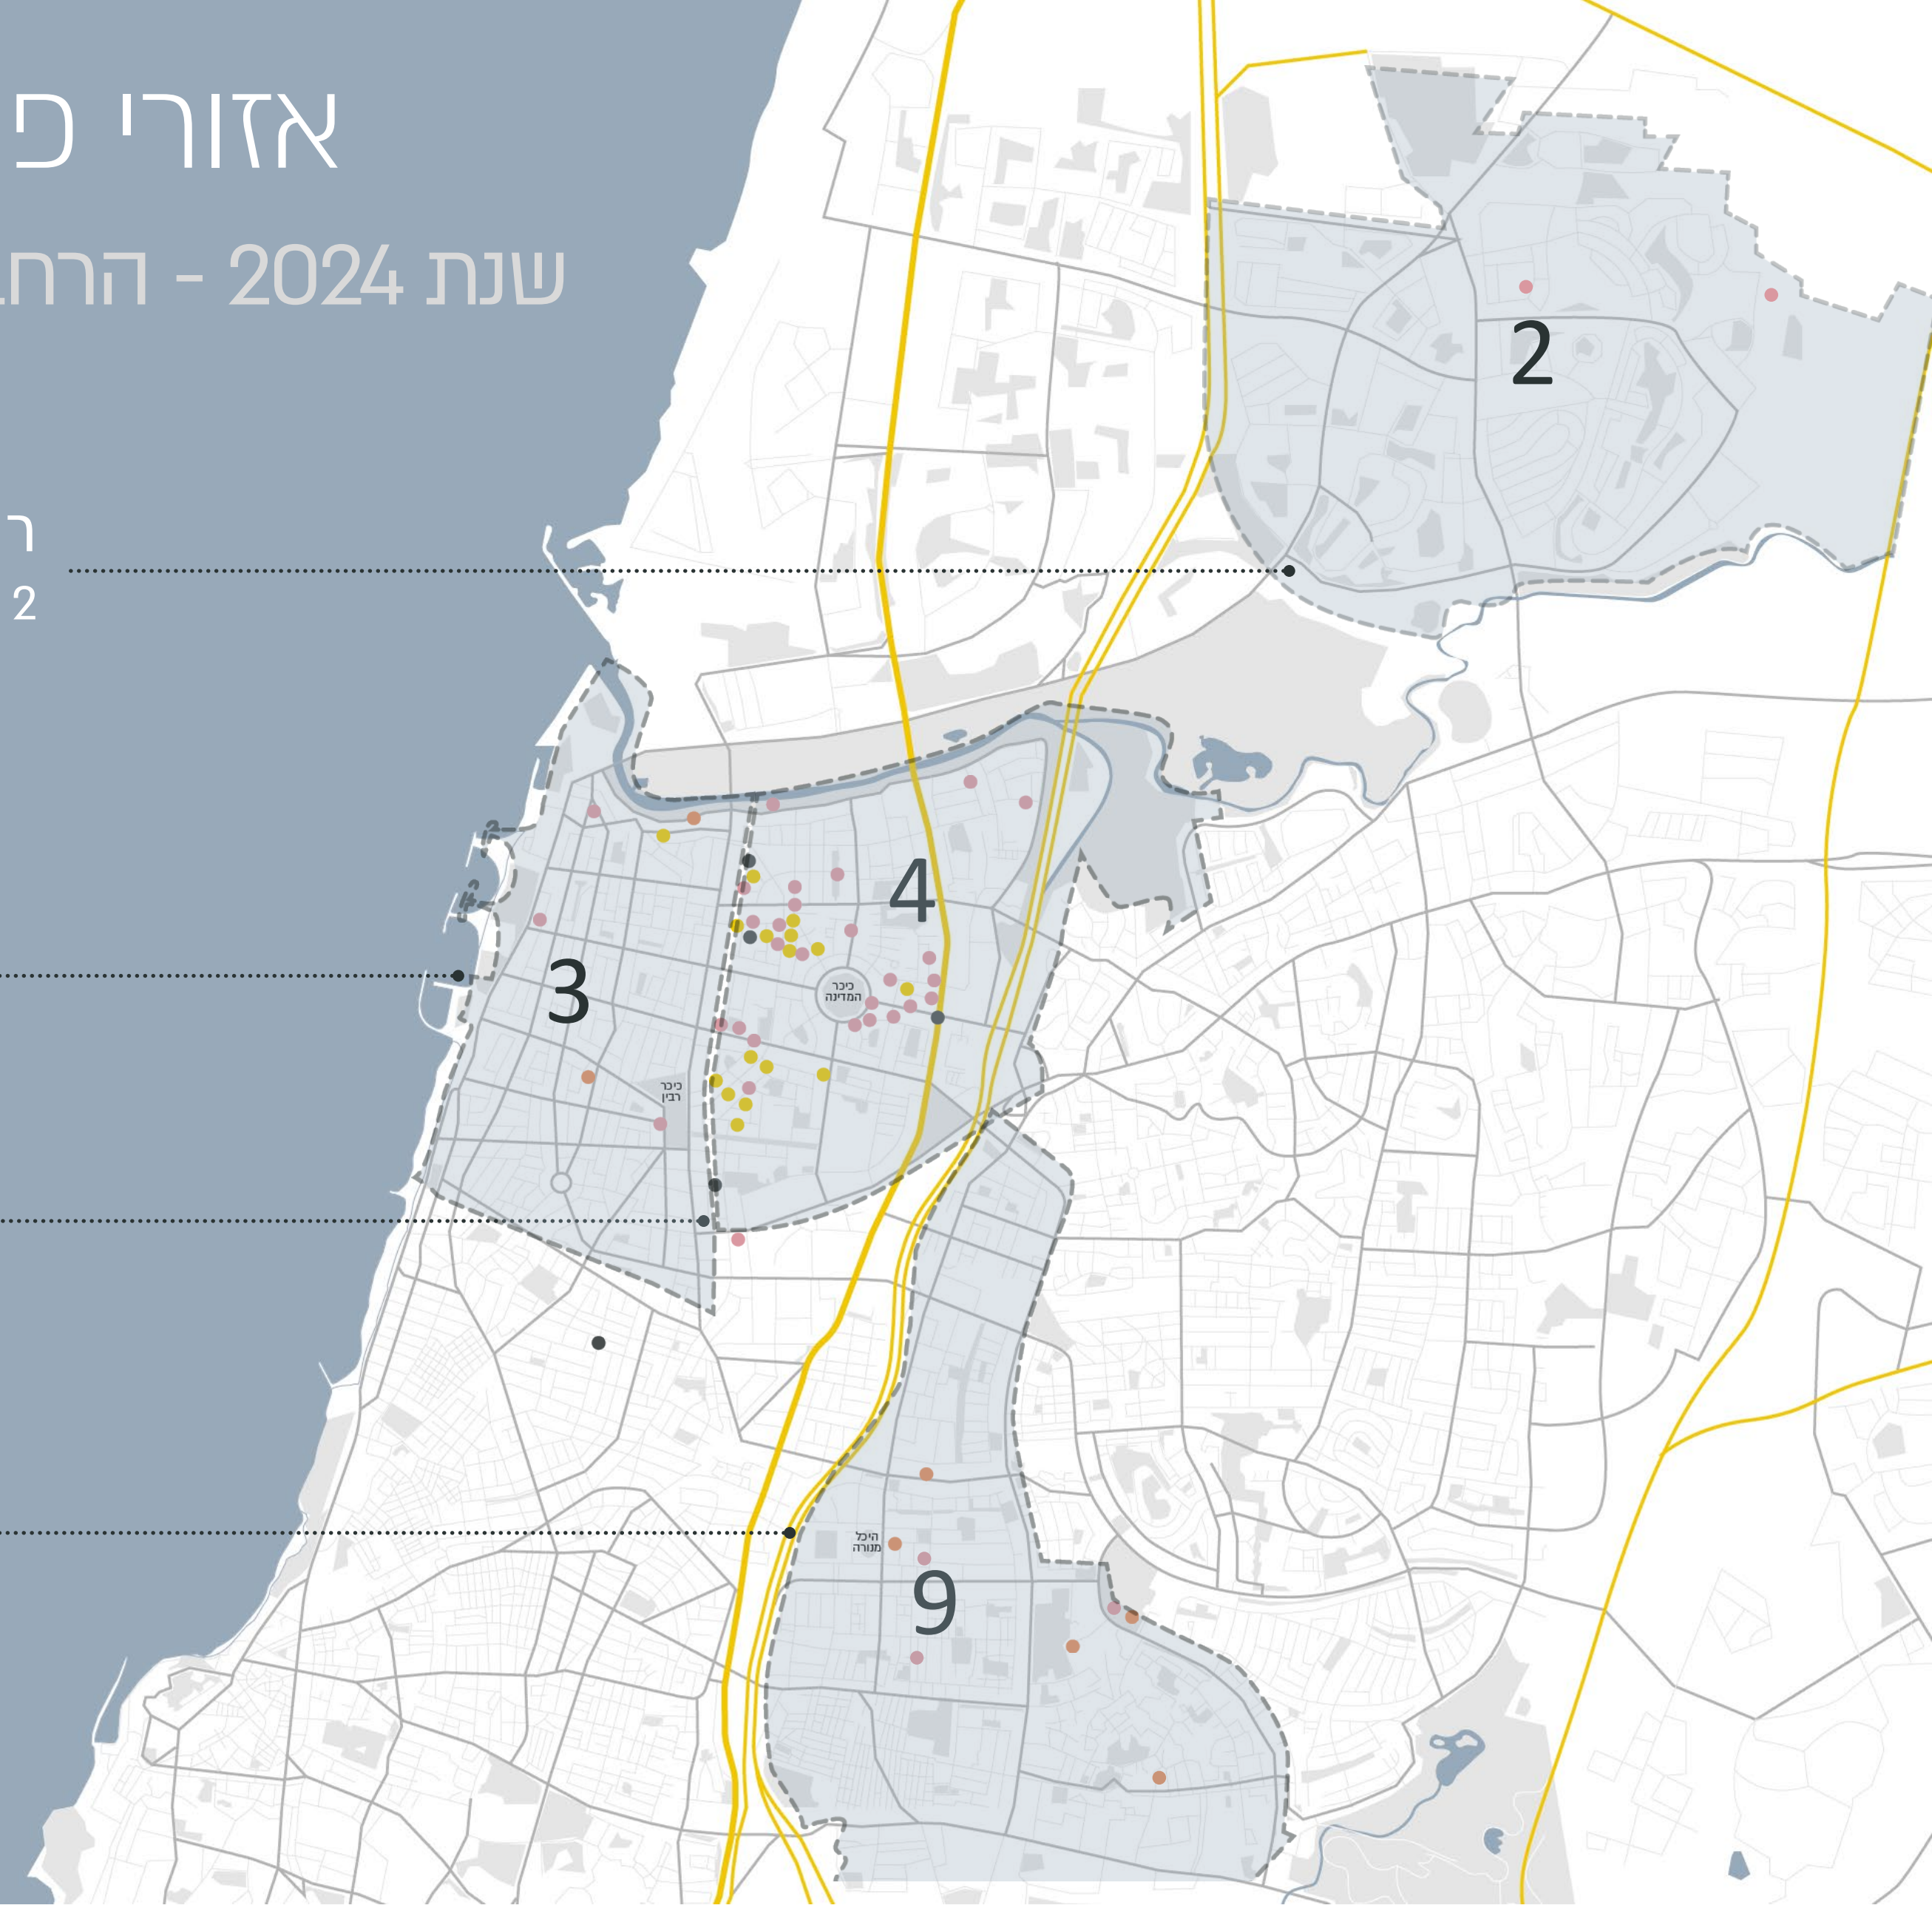 אזורי פ
שנת 2024 - הרח
ר
2
2
4
3
כיכר
המדינה
כיכר
רבין
היכל
מנורה
9